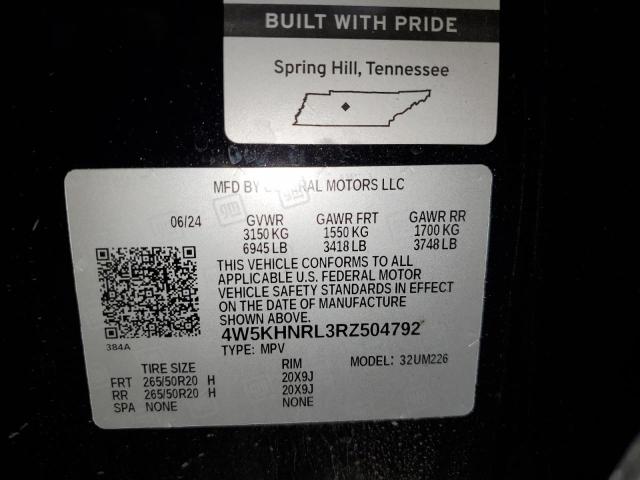 BUILT WITH PRIDE
Spring Hill, Tennessee
MFD BY GENERAL MOTORS LLC
06/24 GVWR GAWR FRT GAWR RR
3150 KG 1550 KG 1700 KG
6945 LB 3418 LB 3748 LB
THIS VEHICLE CONFORMS TO ALL
APPLICABLE U.S. FEDERAL MOTOR
VEHICLE SAFETY STANDARDS IN EFFECT
ON THE DATE OF MANUFACTURE
SHOWN ABOVE.
4W5KHNRL3RZ504792
384A TYPE: MPV MODEL: 32UM226
TIRE SIZE RIM
FRT 265/50R20 H 20X9J
RR 265/50R20 H 20X9J
SPA NONE NONE